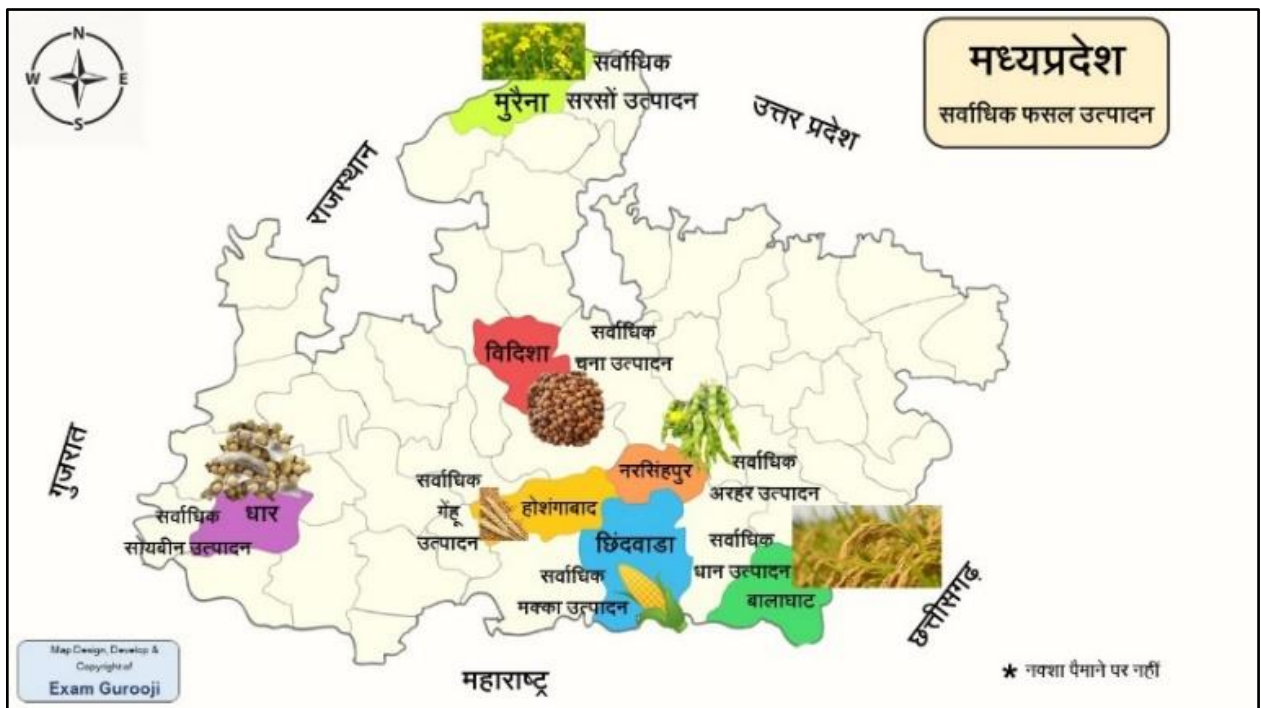 N
W
E
S
मध्यप्रदेश
सर्वाधिक फसल उत्पादन
सर्वाधिक
मुरैना
सरसों उत्पादन
उत्तर प्रदेश
राजस्थान
विदिशा
सर्वाधिक
चना उत्पादन
गुजरात
नरसिंहपुर
सर्वाधिक
अरहर उत्पादन
सर्वाधिक
गेंहू
उत्पादन
होशंगाबाद
धार
सर्वाधिक
सोयबीन उत्पादन
छिंदवाडा
सर्वाधिक
मक्का उत्पादन
सर्वाधिक
धान उत्पादन
बालाघाट
छत्तीसगढ़
महाराष्ट्र
* नक्शा पैमाने पर नहीं
Map Design, Develop &
Copyright of
Exam Gurooji